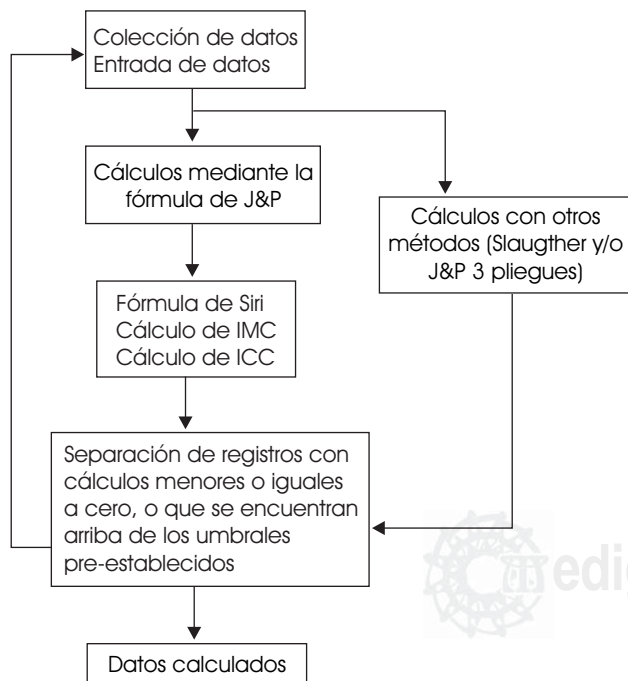 Colección de datos
Entrada de datos
Cálculos mediante la
fórmula de J&P
Cálculos con otros
métodos (Slaugther y/o
J&P 3 pliegues)
Fórmula de Siri
Cálculo de IMC
Cálculo de ICC
Separación de registros con
cálculos menores o iguales
a cero, o que se encuentran
arriba de los umbrales
pre-establecidos
Datos calculados